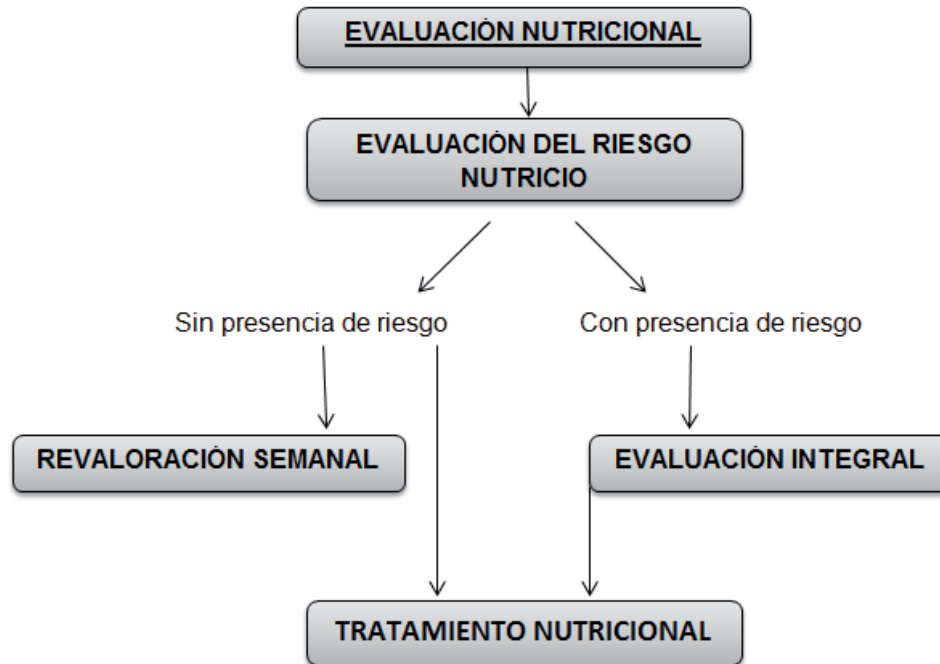 EVALUACIÓN NUTRICIONAL
EVALUACIÓN DEL RIESGO
NUTRICIO
Sin presencia de riesgo
Con presencia de riesgo
REVALORACIÓN SEMANAL
EVALUACIÓN INTEGRAL
TRATAMIENTO NUTRICIONAL